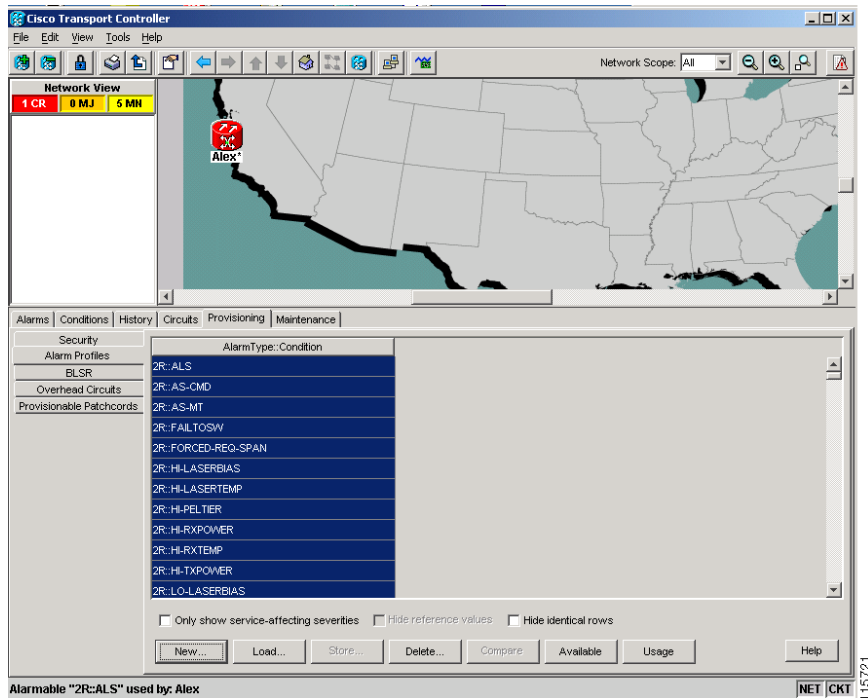 Cisco Transport Controller
File Edit View Tools Help
Network Scope: All
Network View
1 CR 0 MJ 5 MN
Alex*
Alarms Conditions History Circuits Provisioning Maintenance
Security
Alarm Profiles
BLSR
Overhead Circuits
Provisionable Patchcords
AlarmType::Condition
2R::ALS
2R::AS-CMD
2R::AS-MT
2R::FAILTOSW
2R::FORCED-REQ-SPAN
2R::HI-LASERBIAS
2R::HI-LASERTEMP
2R::HI-PELTIER
2R::HI-RXPOWER
2R::HI-RXTEMP
2R::HI-TXPOWER
2R::LO-LASERBIAS
Only show service-affecting severities Hide reference values Hide identical rows
New... Load... Store... Delete... Compare Available Usage Help
Alarmable "2R::ALS" used by: Alex
NET CKT
115721